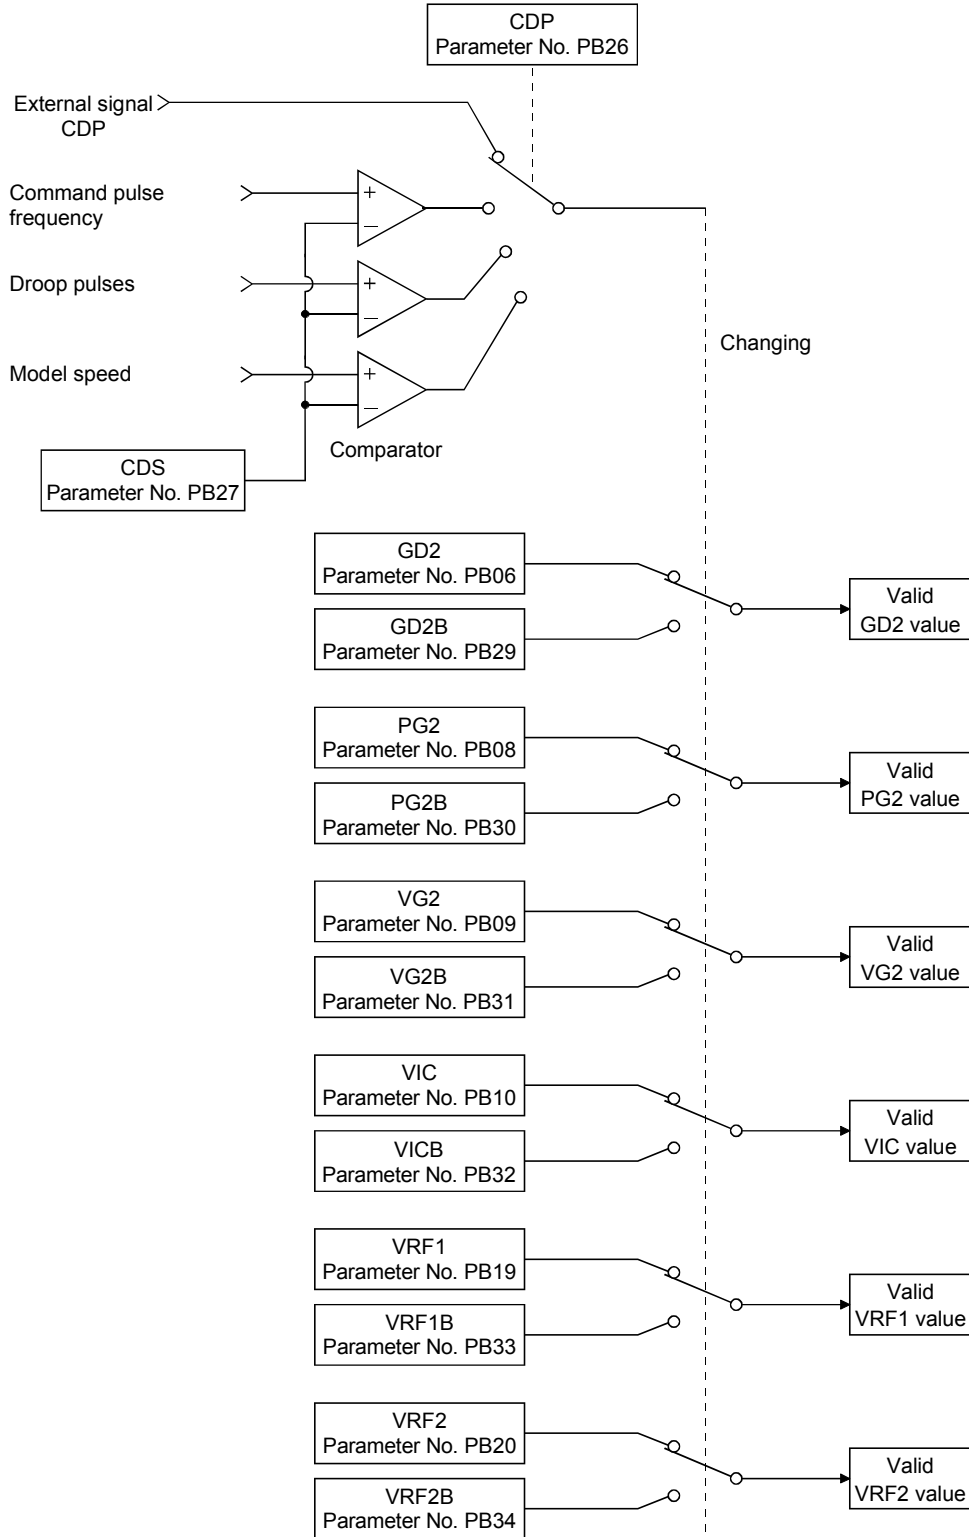 CDP
Parameter No. PB26
External signal
CDP
Command pulse
frequency
+
−
Droop pulses
+
−
Changing
Model speed
+
−
Comparator
CDS
Parameter No. PB27
GD2
Parameter No. PB06
Valid
GD2 value
GD2B
Parameter No. PB29
PG2
Parameter No. PB08
Valid
PG2 value
PG2B
Parameter No. PB30
VG2
Parameter No. PB09
Valid
VG2 value
VG2B
Parameter No. PB31
VIC
Parameter No. PB10
Valid
VIC value
VICB
Parameter No. PB32
VRF1
Parameter No. PB19
Valid
VRF1 value
VRF1B
Parameter No. PB33
VRF2
Parameter No. PB20
Valid
VRF2 value
VRF2B
Parameter No. PB34